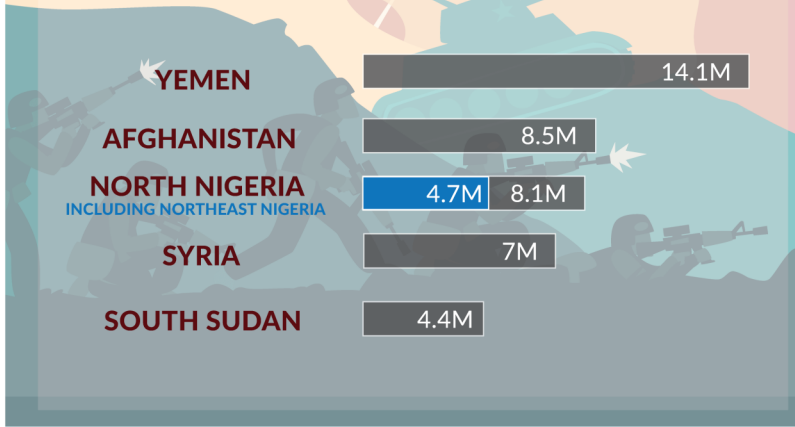 YEMEN 14.1M
AFGHANISTAN 8.5M
NORTH NIGERIA 4.7M 8.1M
INCLUDING NORTHEAST NIGERIA
SYRIA 7M
SOUTH SUDAN 4.4M